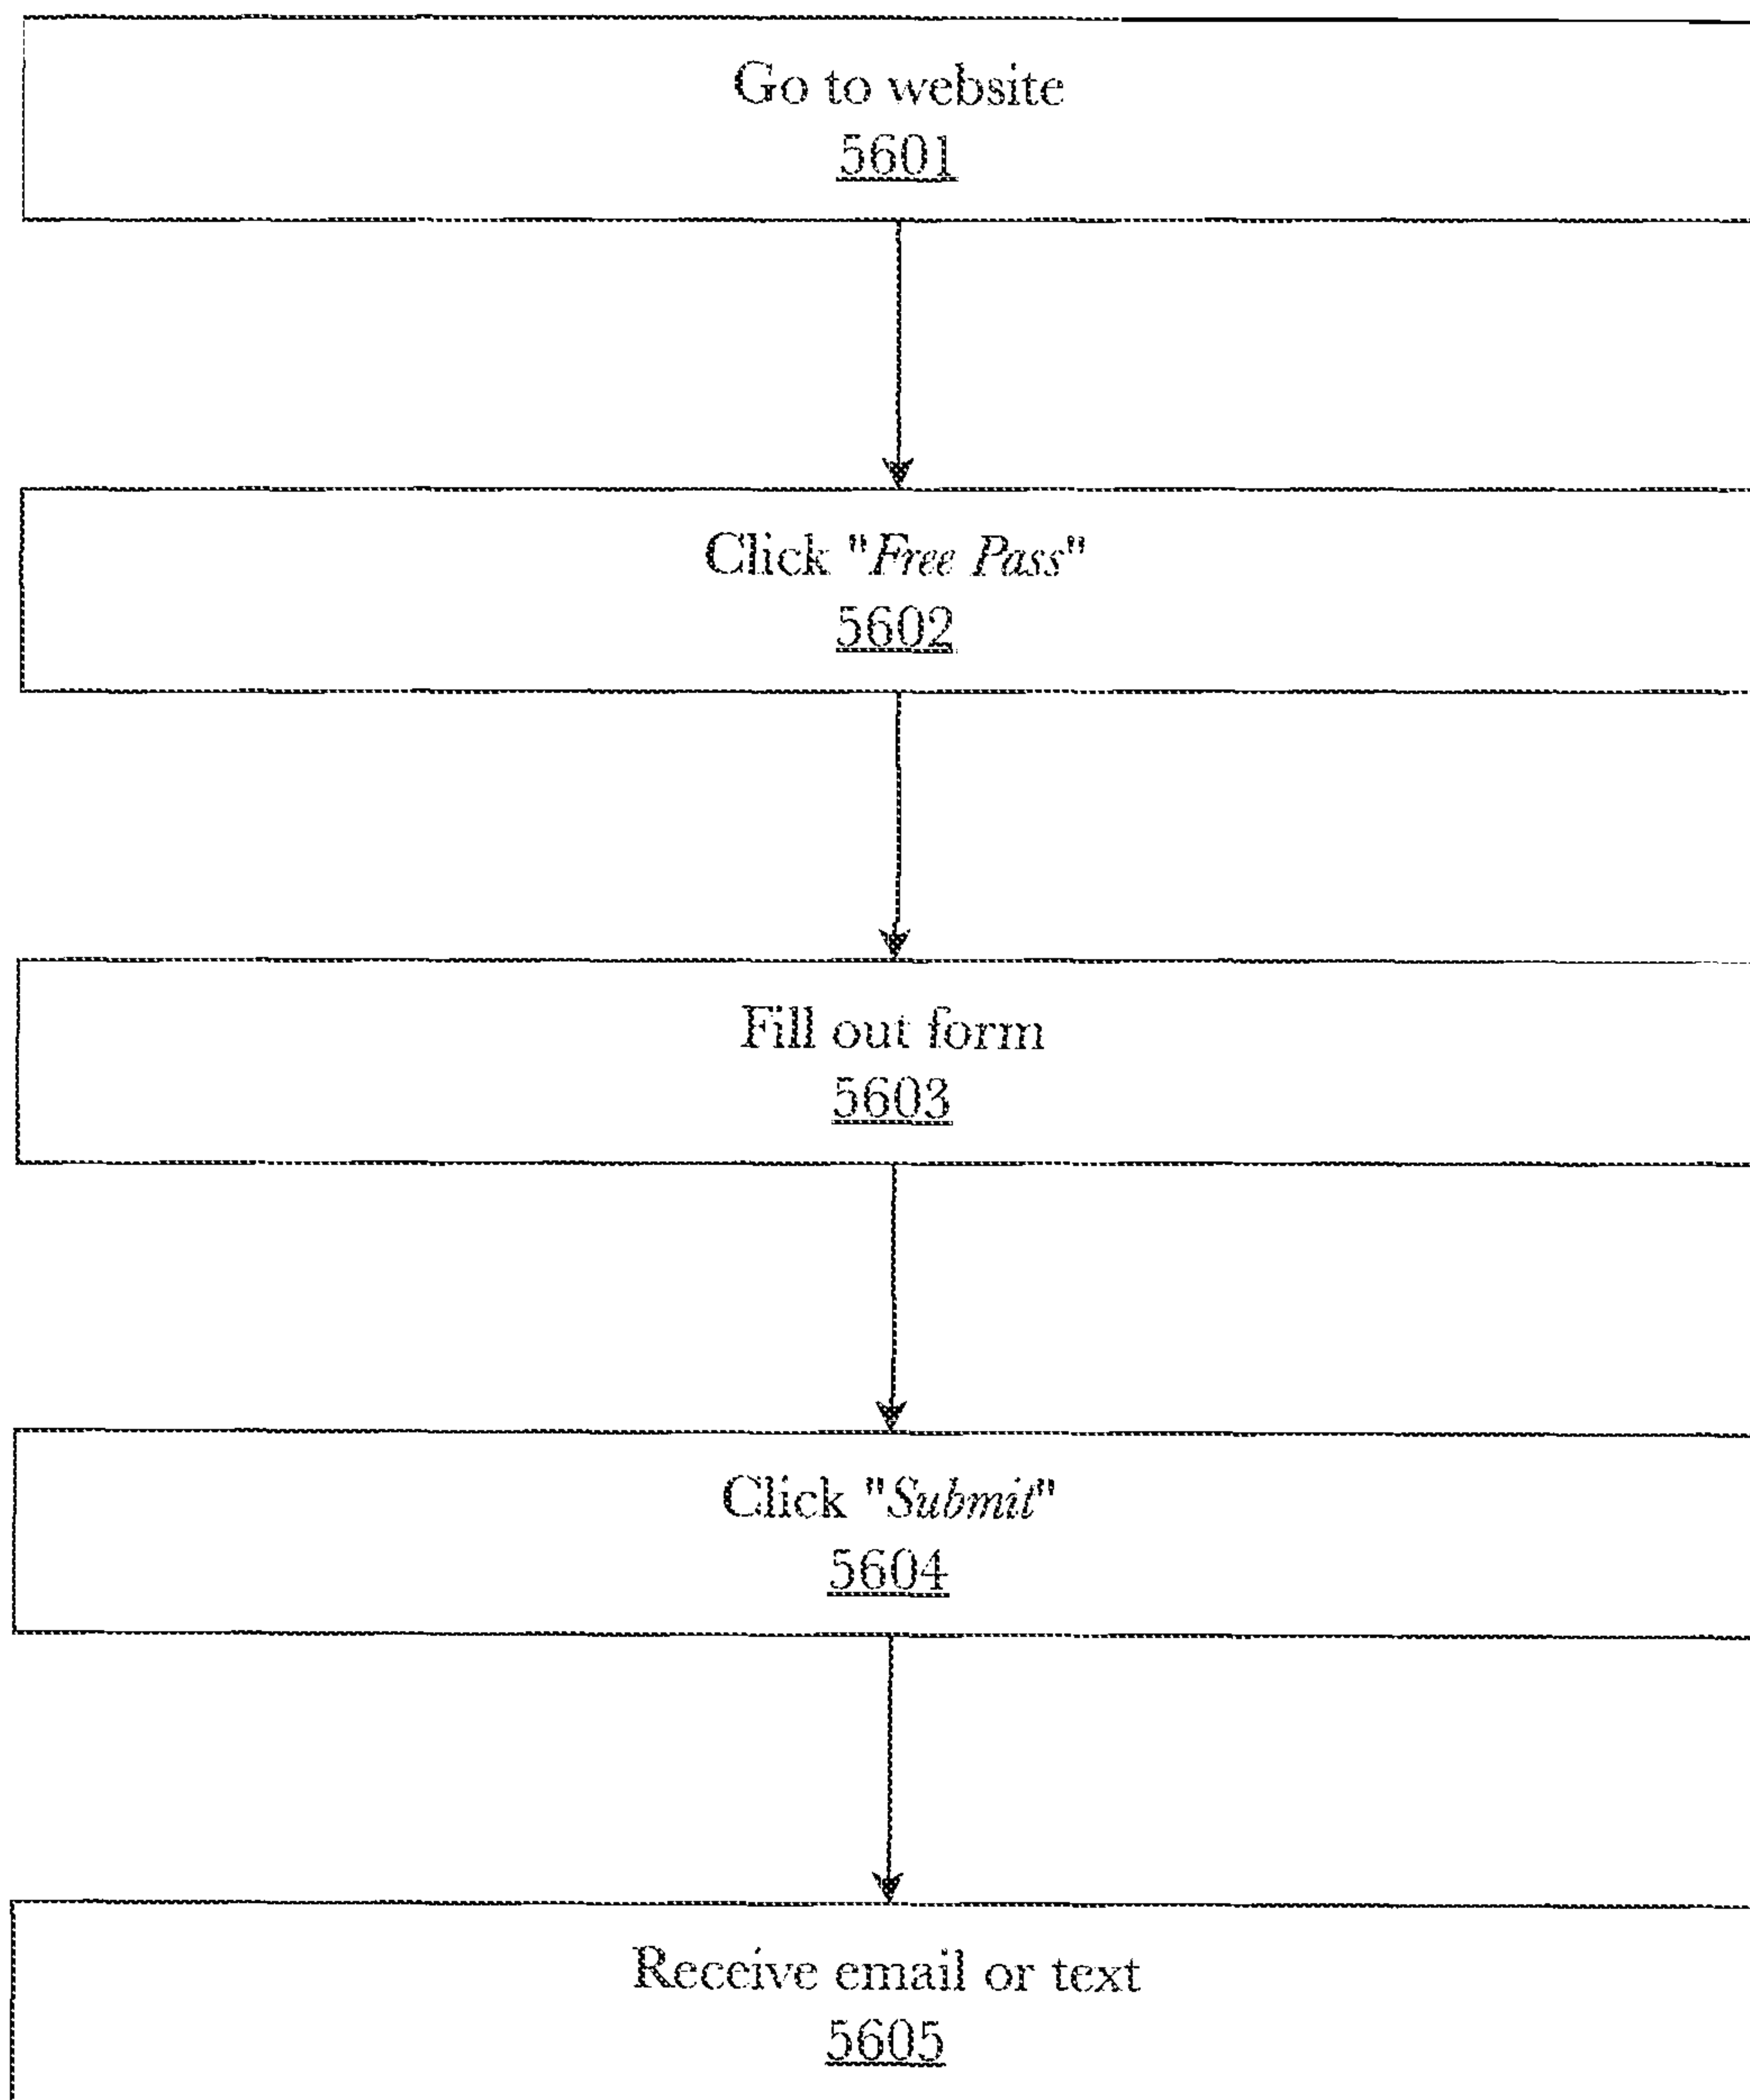 Go to website
5601
Click "Free Pass"
5602
Fill out form
5603
Click "Submit"
5604
Receive email or text
5605